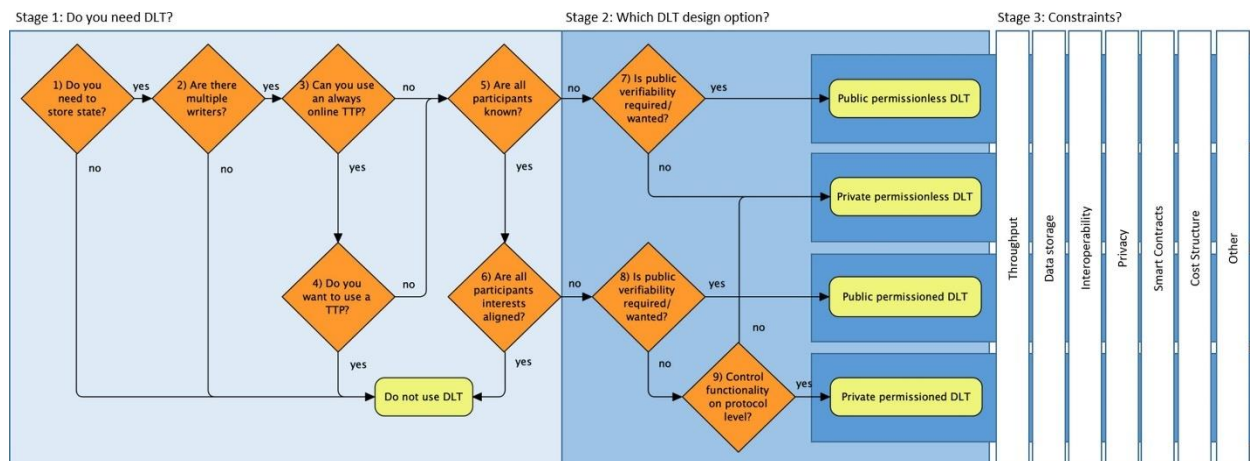 Stage 1: Do you need DLT?
Stage 2: Which DLT design option?
Stage 3: Constraints?
1) Do you
need to
store state?
yes
2) Are there
multiple
writers?
yes
3) Can you use
an always
online TTP?
no
5) Are all
participants
known?
no
7) Is public
verifiability
required/
wanted?
yes
Public permissionless DLT
no
no
yes
yes
no
Private permissionless DLT
4) Do you
want to use a
TTP?
no
6) Are all
participants
interests
aligned?
no
8) Is public
verifiability
required/
wanted?
yes
Public permissioned DLT
yes
yes
no
no
Do not use DLT
9) Control
functionality
on protocol
level?
yes
Private permissioned DLT
Throughput
Data storage
Interoperability
Privacy
Smart Contracts
Cost Structure
Other